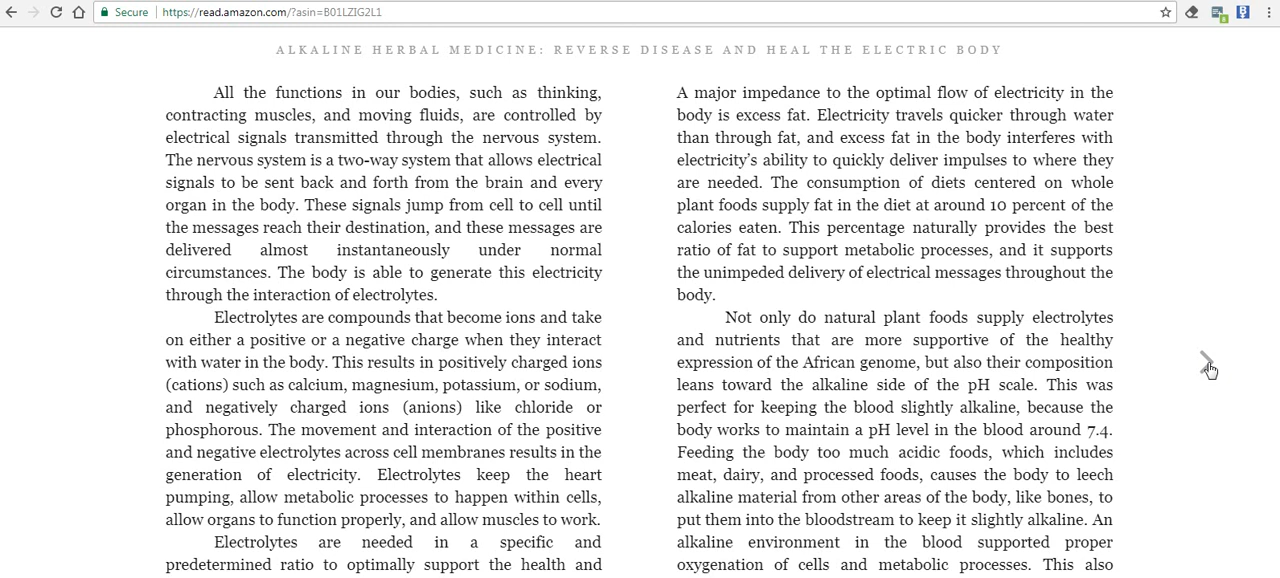 Secure https://read.amazon.com/?asin=B01LZIG2L1
ALKALINE HERBAL MEDICINE: REVERSE DISEASE AND HEAL THE ELECTRIC BODY
All the functions in our bodies, such as thinking,
contracting muscles, and moving fluids, are controlled by
electrical signals transmitted through the nervous system.
The nervous system is a two-way system that allows electrical
signals to be sent back and forth from the brain and every
organ in the body. These signals jump from cell to cell until
the messages reach their destination, and these messages are
delivered almost instantaneously under normal
circumstances. The body is able to generate this electricity
through the interaction of electrolytes.
Electrolytes are compounds that become ions and take
on either a positive or a negative charge when they interact
with water in the body. This results in positively charged ions
(cations) such as calcium, magnesium, potassium, or sodium,
and negatively charged ions (anions) like chloride or
phosphorous. The movement and interaction of the positive
and negative electrolytes across cell membranes results in the
generation of electricity. Electrolytes keep the heart
pumping, allow metabolic processes to happen within cells,
allow organs to function properly, and allow muscles to work.
Electrolytes are needed in a specific and
predetermined ratio to optimally support the health and
A major impedance to the optimal flow of electricity in the
body is excess fat. Electricity travels quicker through water
than through fat, and excess fat in the body interferes with
electricity's ability to quickly deliver impulses to where they
are needed. The consumption of diets centered on whole
plant foods supply fat in the diet at around 10 percent of the
calories eaten. This percentage naturally provides the best
ratio of fat to support metabolic processes, and it supports
the unimpeded delivery of electrical messages throughout the
body.
Not only do natural plant foods supply electrolytes
and nutrients that are more supportive of the healthy
expression of the African genome, but also their composition
leans toward the alkaline side of the pH scale. This was
perfect for keeping the blood slightly alkaline, because the
body works to maintain a pH level in the blood around 7.4.
Feeding the body too much acidic foods, which includes
meat, dairy, and processed foods, causes the body to leech
alkaline material from other areas of the body, like bones, to
put them into the bloodstream to keep it slightly alkaline. An
alkaline environment in the blood supported proper
oxygenation of cells and metabolic processes. This also